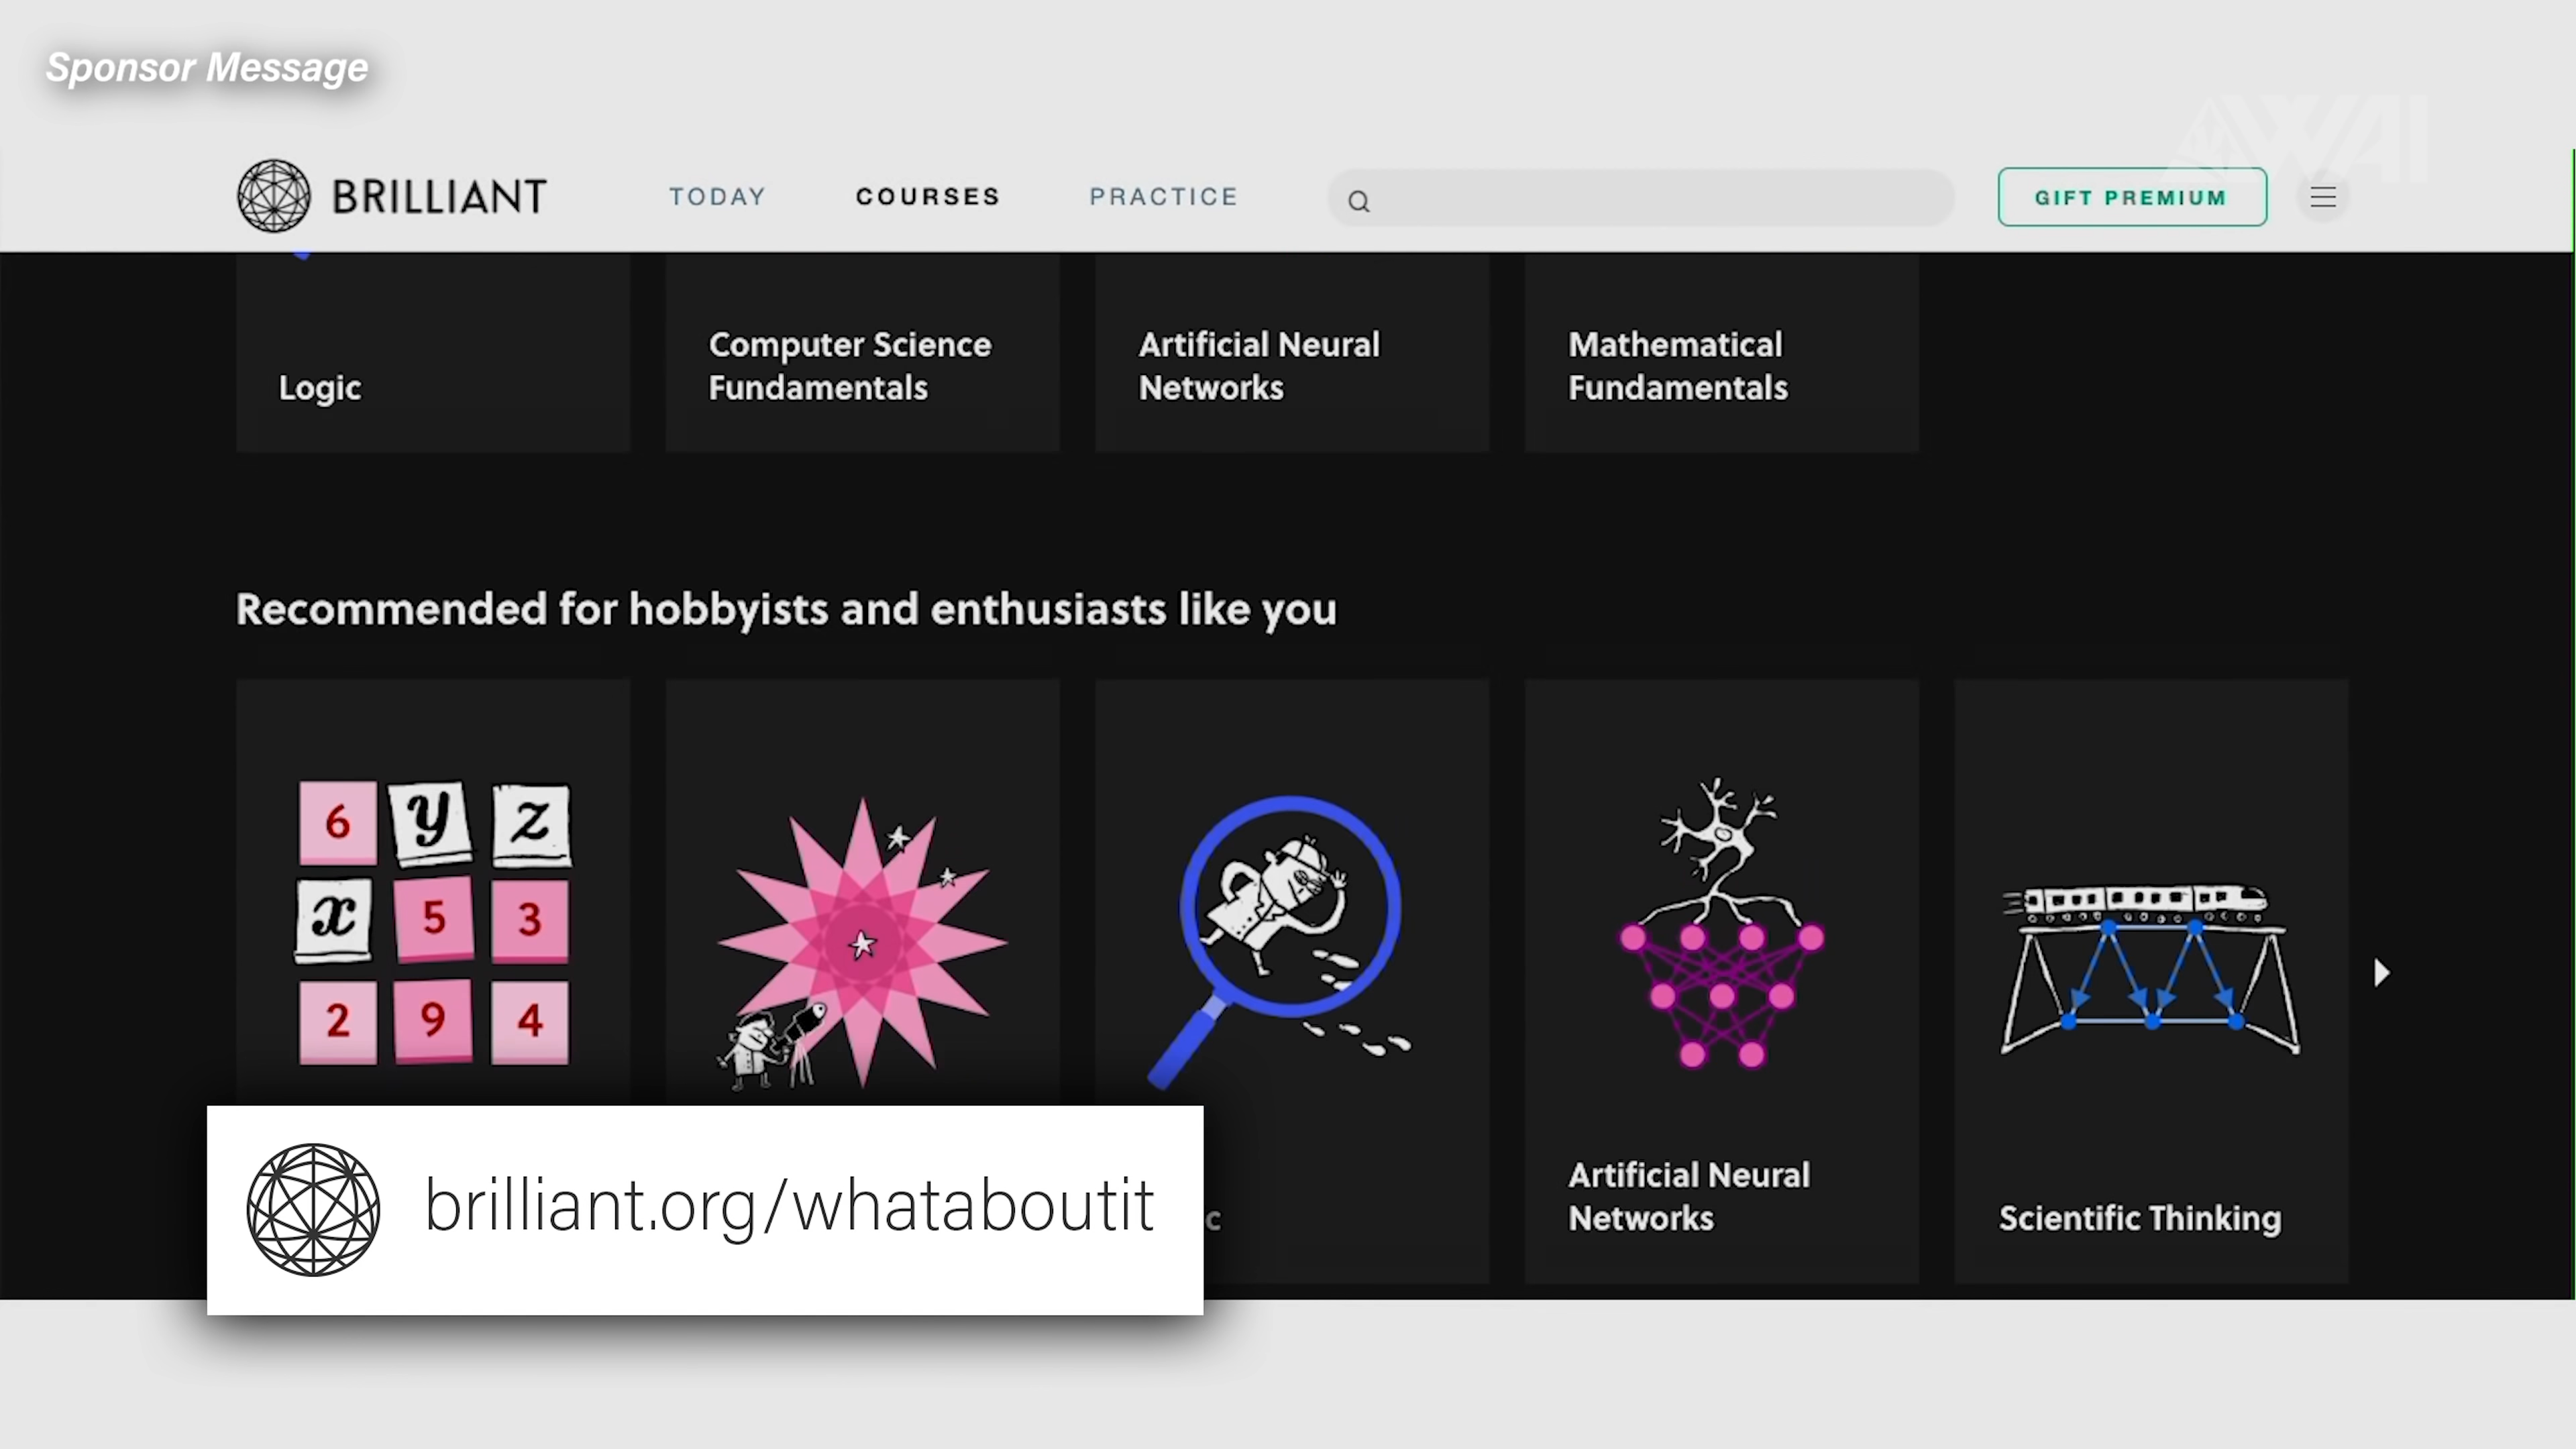 Sponsor Message
WAI
BRILLIANT
TODAY
COURSES
PRACTICE
GIFT PREMIUM
Logic
Computer Science
Fundamentals
Artificial Neural
Networks
Mathematical
Fundamentals
Recommended for hobbyists and enthusiasts like you
6 y z
x 5 3
2 9 4
c
Artificial Neural
Networks
Scientific Thinking
brilliant.org/whataboutit